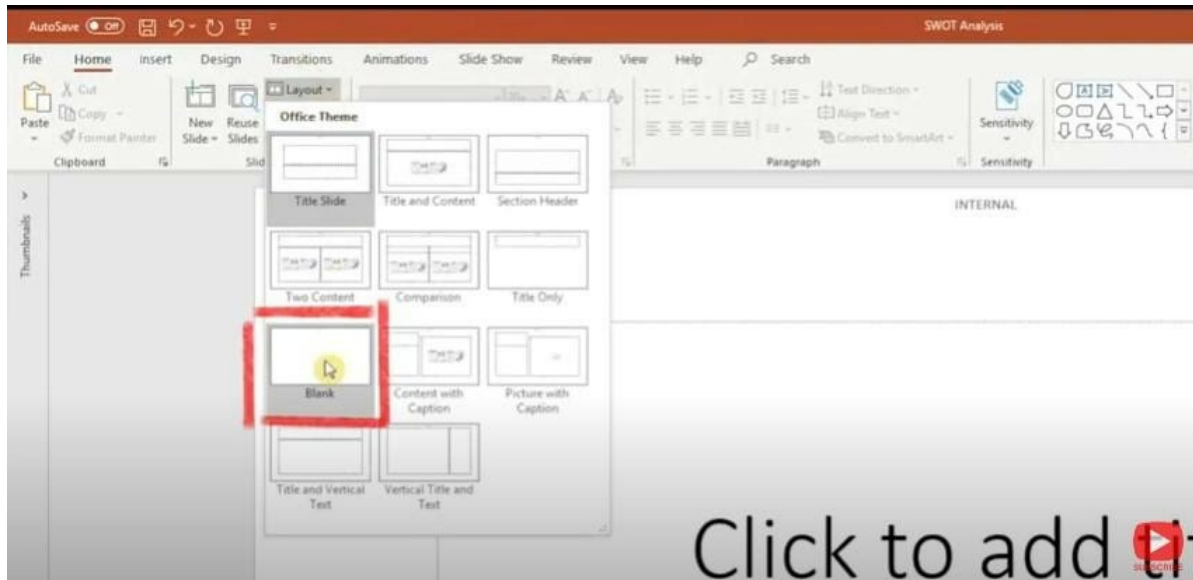 AutoSave Off
SWOT Analysis
File Home Insert Design Transitions Animations Slide Show Review View Help Search
Paste
Cut
Copy
Format Painter
Clipboard
New Slide
Reuse Slides
Layout
Text Direction
Align Text
Convert to SmartArt
Paragraph
Sensitivity
Sensitivity
Thumbnails
Office Theme
Title Slide
Title and Content
Section Header
Two Content
Comparison
Title Only
Blank
Content with Caption
Picture with Caption
Title and Vertical Text
Vertical Title and Text
INTERNAL
Click to add tit
SUBSCRIBE